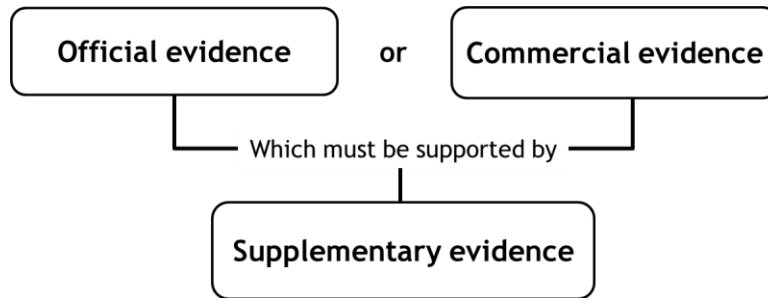 Official evidence or Commercial evidence
Which must be supported by
Supplementary evidence